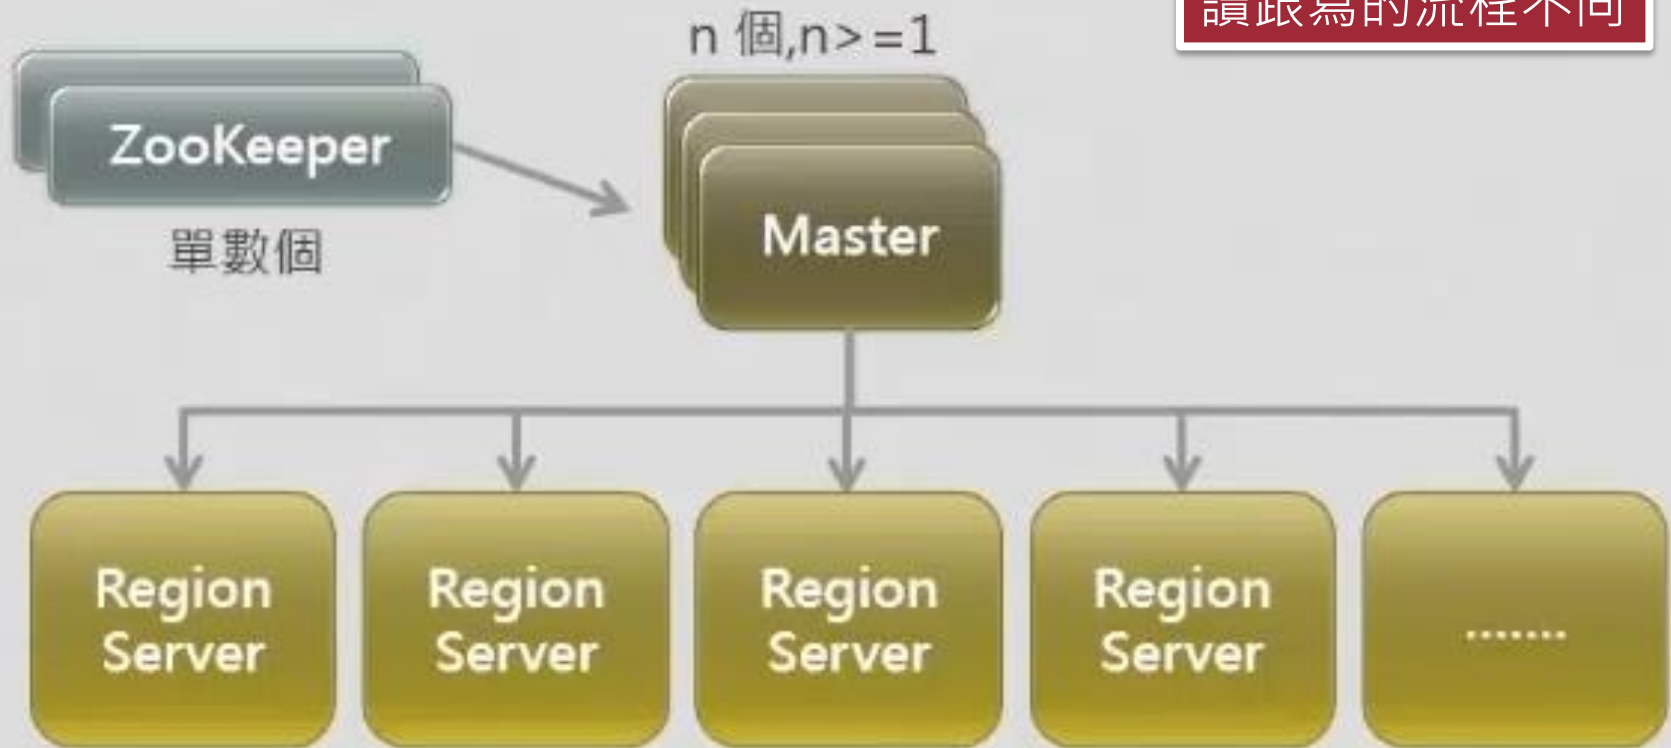 讀跟寫的流程不同
n 個,n>=1
ZooKeeper
單數個
Master
Region
Server
Region
Server
Region
Server
Region
Server
.......